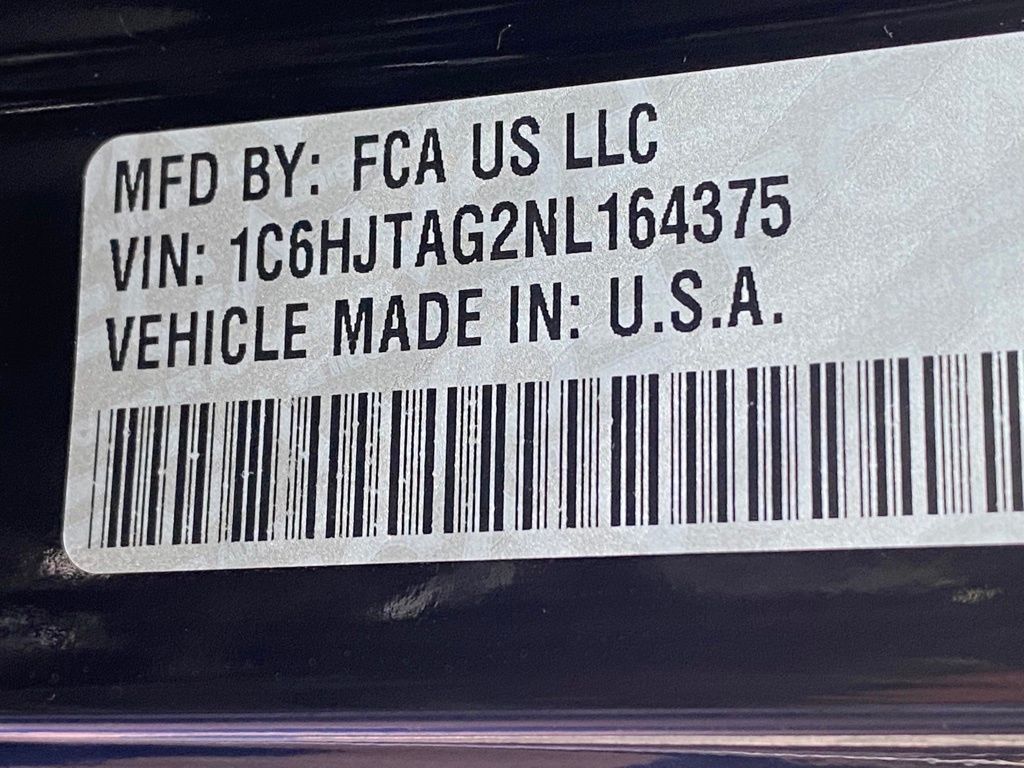 MFD BY: FCA US LLC
VIN: 1C6HJTAG2NL164375
VEHICLE MADE IN: U.S.A.